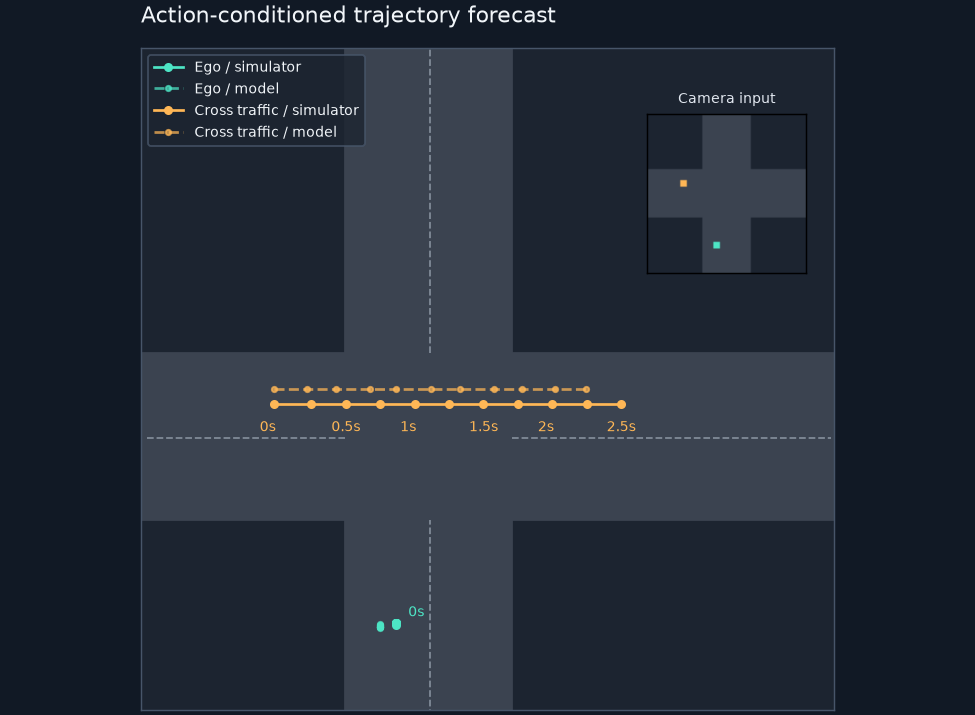 Action-conditioned trajectory forecast
Ego / simulator
Ego / model
Cross traffic / simulator
Cross traffic / model
Camera input
0s 0.5s 1s 1.5s 2s 2.5s
0s